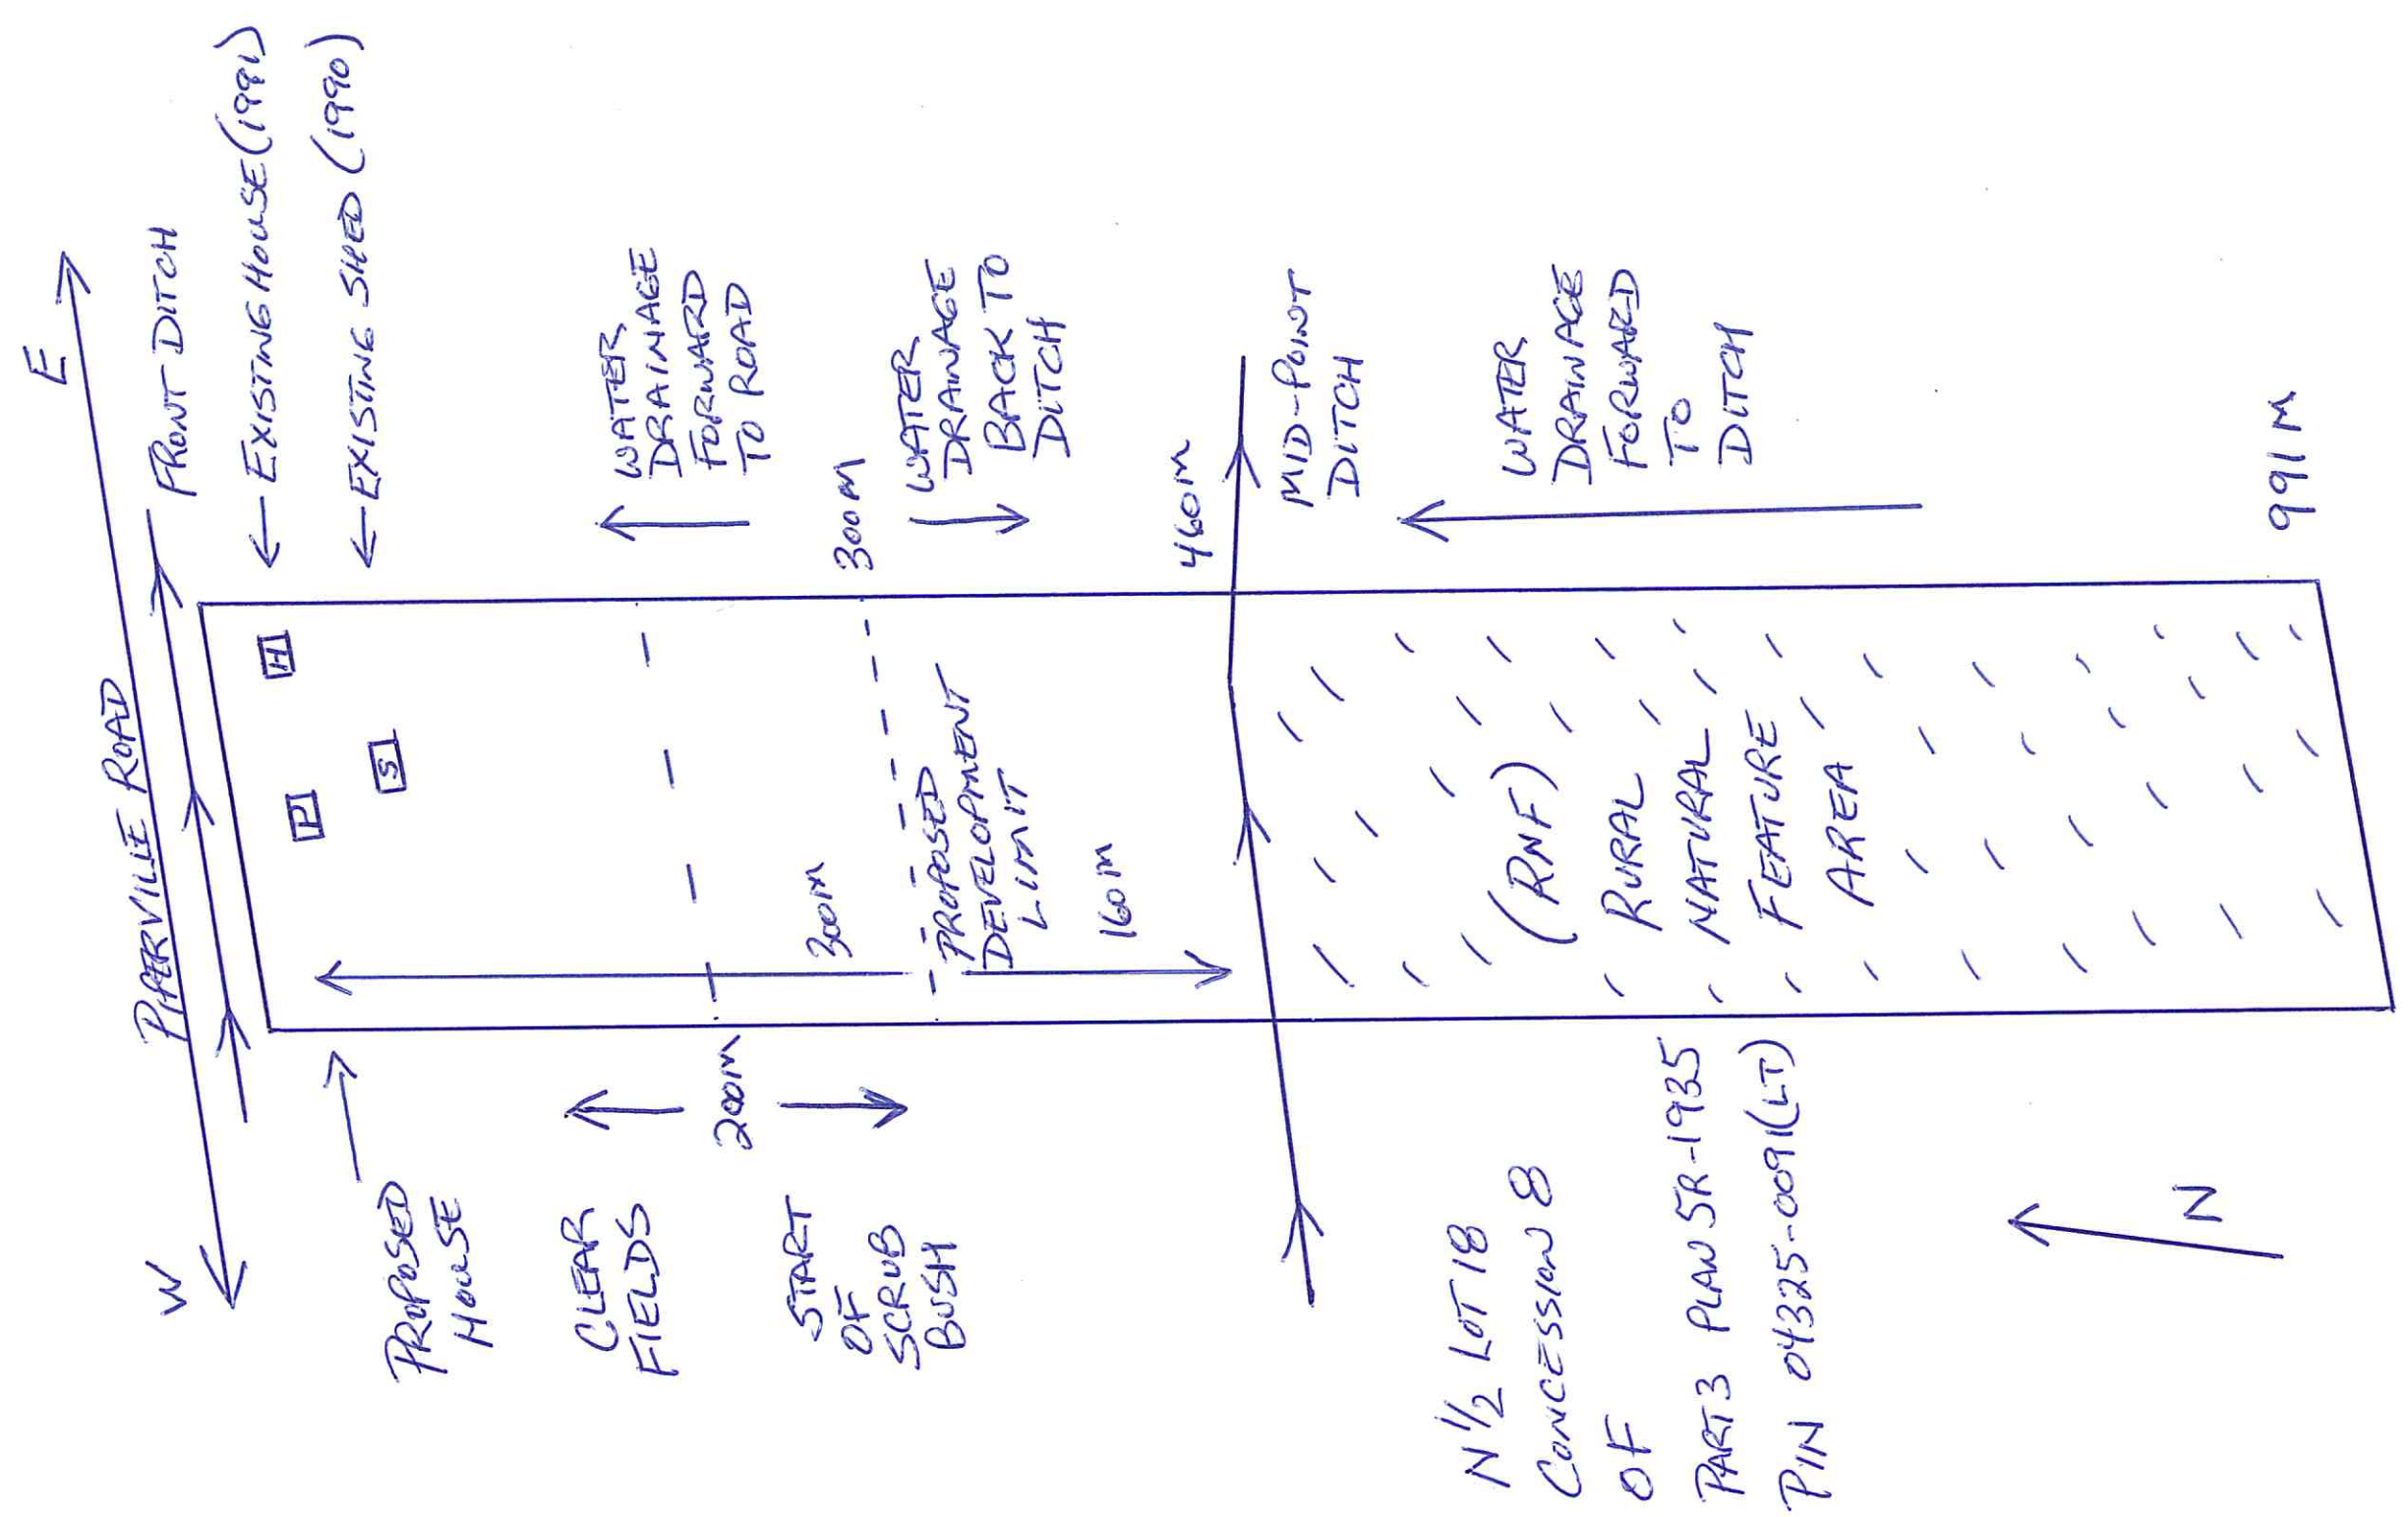 W
E
PIPERVILLE ROAD
FRONT DITCH
←EXISTING HOUSE (1991)
←EXISTING SHED (1990)
H
P
S
PROPOSED
HOUSE
CLEAR
FIELDS
200M
START
OF
SCRUB
BUSH
WATER
DRAINAGE
FORWARD
TO ROAD
300M
300M
WATER
DRAINAGE
BACK TO
DITCH
PROPOSED
DEVELOPMENT
LIMIT
160M
460M
MID-POINT
DITCH
WATER
DRAINAGE
FORWARD
TO
DITCH
(RNF)
RURAL
NATURAL
FEATURE
AREA
N 1/2 LOT 18
CONCESSION 8
OF
PART 3 PLAN 5R-1935
PIN 04325-0091(LT)
N
991M